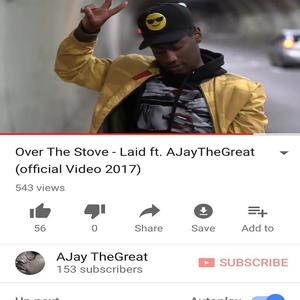 Over The Stove - Laid ft. AJayTheGreat
(official Video 2017)
543 views
56
0
Share
Save
Add to
AJay TheGreat
153 subscribers
SUBSCRIBE
Up next
Autoplay